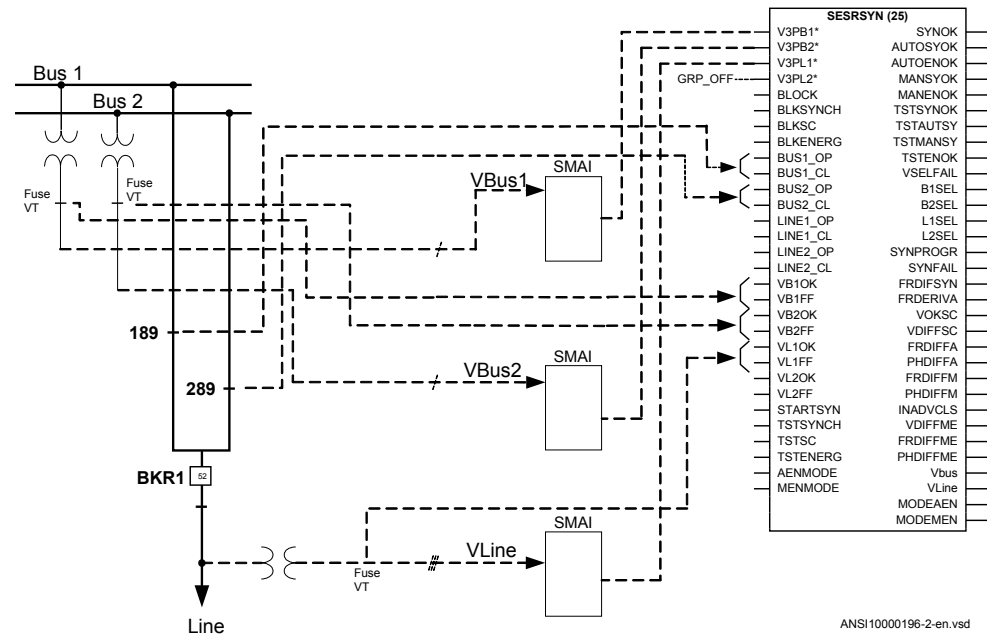 Bus 1
Bus 2
Fuse
VT
Fuse
VT
189
289
BKR1
52
Line
Fuse
VT
VBus1
SMAI
VBus2
SMAI
VLine
SMAI
GRP_OFF
SESRSYN (25)
V3PB1*
V3PB2*
V3PL1*
V3PL2*
BLOCK
BLKSYNCH
BLKSC
BLKENERG
BUS1_OP
BUS1_CL
BUS2_OP
BUS2_CL
LINE1_OP
LINE1_CL
LINE2_OP
LINE2_CL
VB1OK
VB1FF
VB2OK
VB2FF
VL1OK
VL1FF
VL2OK
VL2FF
STARTSYN
TSTSYNCH
TSTSC
TSTENERG
AENMODE
MENMODE
SYNOK
AUTOSYOK
AUTOENOK
MANSYOK
MANENOK
TSTSYNOK
TSTAUTSY
TSTMANSY
TSTENOK
VSELFAIL
B1SEL
B2SEL
L1SEL
L2SEL
SYNPROGR
SYNFAIL
FRDIFSYN
FRDERIVA
VOKSC
VDIFFSC
FRDIFFA
PHDIFFA
FRDIFFM
PHDIFFM
INADVCLS
VDIFFME
FRDIFFME
PHDIFFME
Vbus
VLine
MODEAEN
MODEMEN
ANSI10000196-2-en.vsd